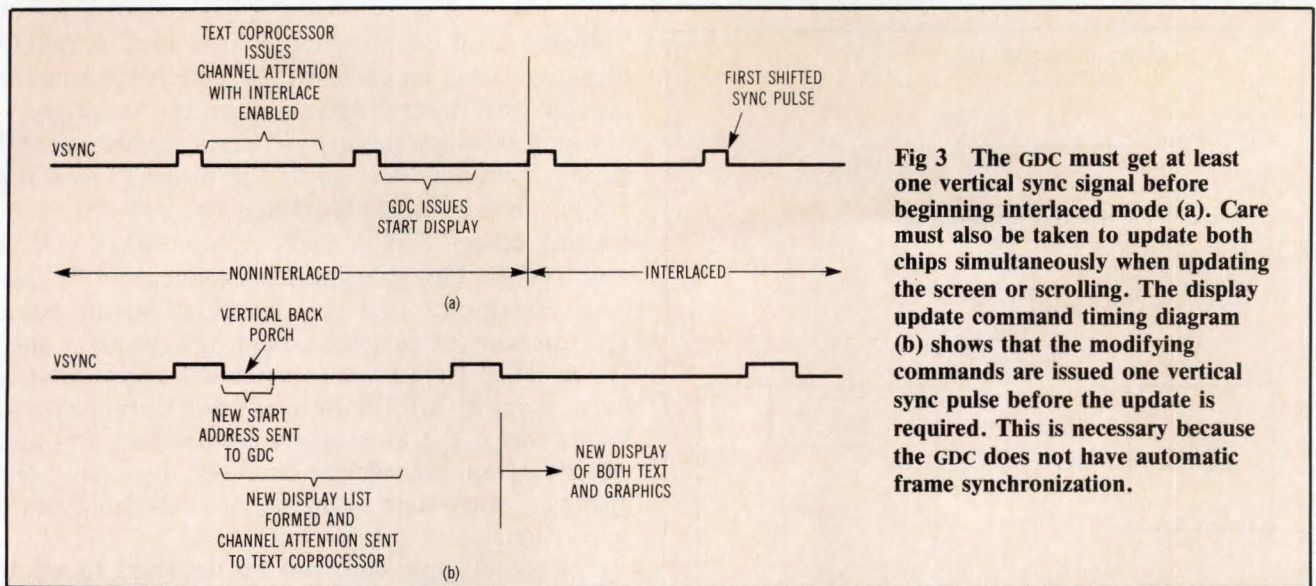 TEXT COPROCESSOR
ISSUES
CHANNEL ATTENTION
WITH INTERLACE
ENABLED
FIRST SHIFTED
SYNC PULSE
VSYNC
GDC ISSUES
START DISPLAY
NONINTERLACED
INTERLACED
(a)
VERTICAL BACK
PORCH
VSYNC
NEW START
ADDRESS SENT
TO GDC
NEW DISPLAY
OF BOTH TEXT
AND GRAPHICS
NEW DISPLAY LIST
FORMED AND
CHANNEL ATTENTION SENT
TO TEXT COPROCESSOR
(b)
Fig 3 The GDC must get at least
one vertical sync signal before
beginning interlaced mode (a). Care
must also be taken to update both
chips simultaneously when updating
the screen or scrolling. The display
update command timing diagram
(b) shows that the modifying
commands are issued one vertical
sync pulse before the update is
required. This is necessary because
the GDC does not have automatic
frame synchronization.